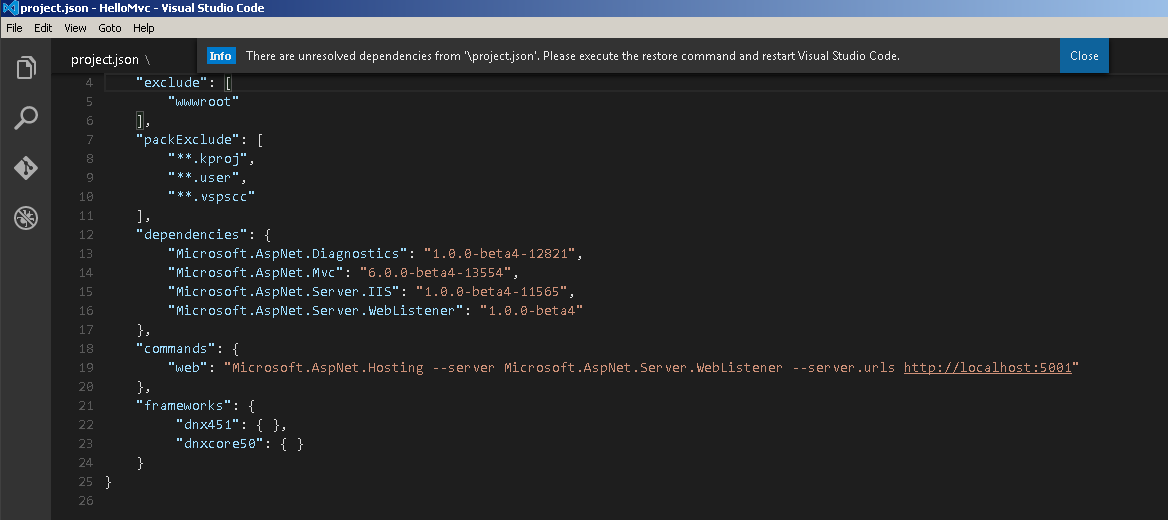 project.json - HelloMvc - Visual Studio Code
File Edit View Goto Help
project.json \
Info There are unresolved dependencies from '\project.json'. Please execute the restore command and restart Visual Studio Code. Close
4 "exclude": [
5 "wwwroot"
6 ],
7 "packExclude": [
8 "**.kproj",
9 "**.user",
10 "**.vspscc"
11 ],
12 "dependencies": {
13 "Microsoft.AspNet.Diagnostics": "1.0.0-beta4-12821",
14 "Microsoft.AspNet.Mvc": "6.0.0-beta4-13554",
15 "Microsoft.AspNet.Server.IIS": "1.0.0-beta4-11565",
16 "Microsoft.AspNet.Server.WebListener": "1.0.0-beta4"
17 },
18 "commands": {
19 "web": "Microsoft.AspNet.Hosting --server Microsoft.AspNet.Server.WebListener --server.urls http://localhost:5001"
20 },
21 "frameworks": {
22 "dnx451": { },
23 "dnxcore50": { }
24 }
25 }
26